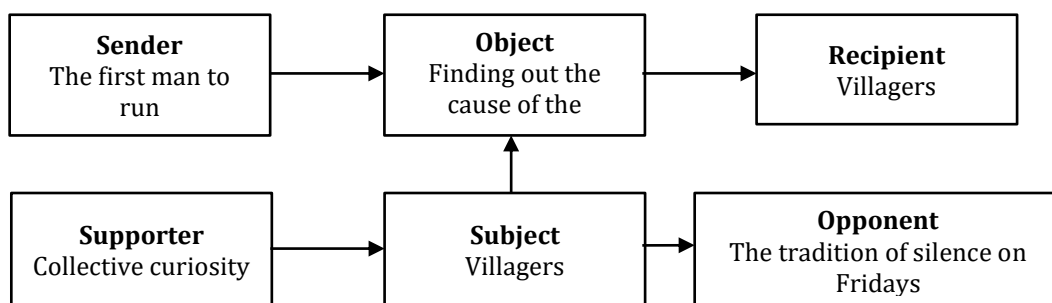 Sender
The first man to
run
Object
Finding out the
cause of the
Recipient
Villagers
Supporter
Collective curiosity
Subject
Villagers
Opponent
The tradition of silence on
Fridays